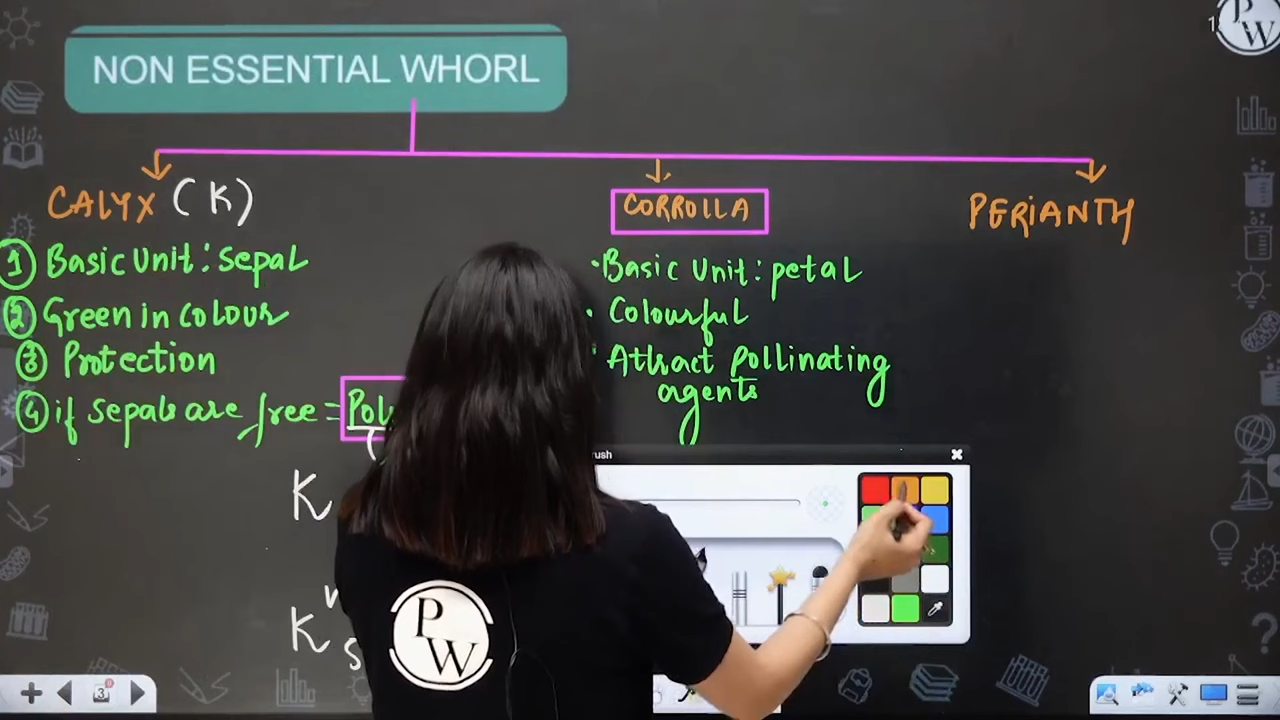 NON ESSENTIAL WHORL
CALYX (K)
① Basic Unit: Sepal
② Green in colour
③ Protection
④ if Sepals are free =
K
K
CORROLLA
• Basic Unit: petal
• Colourful
• Attract pollinating
agents
PERIANTH
P
W
P
W
3